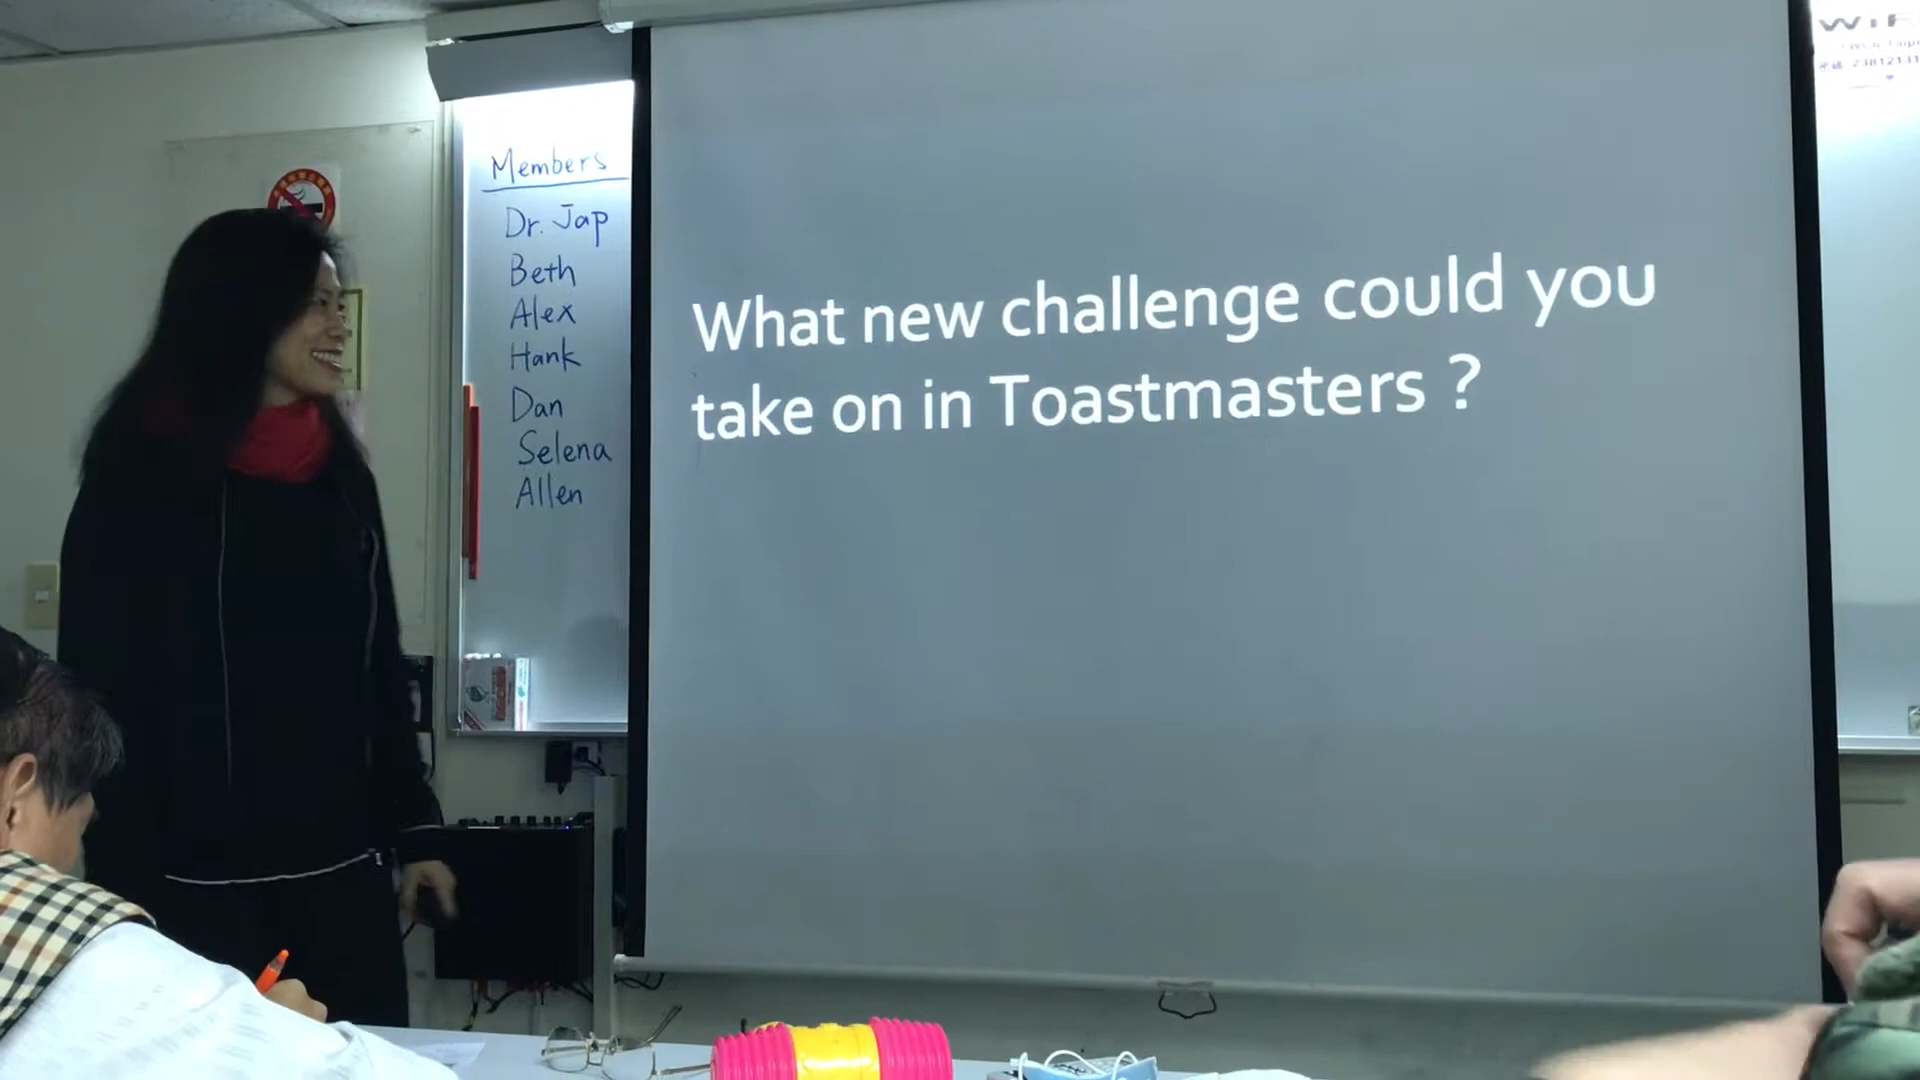 Members
Dr. Jap
Beth
Alex
Hank
Dan
Selena
Allen
What new challenge could you
take on in Toastmasters ?